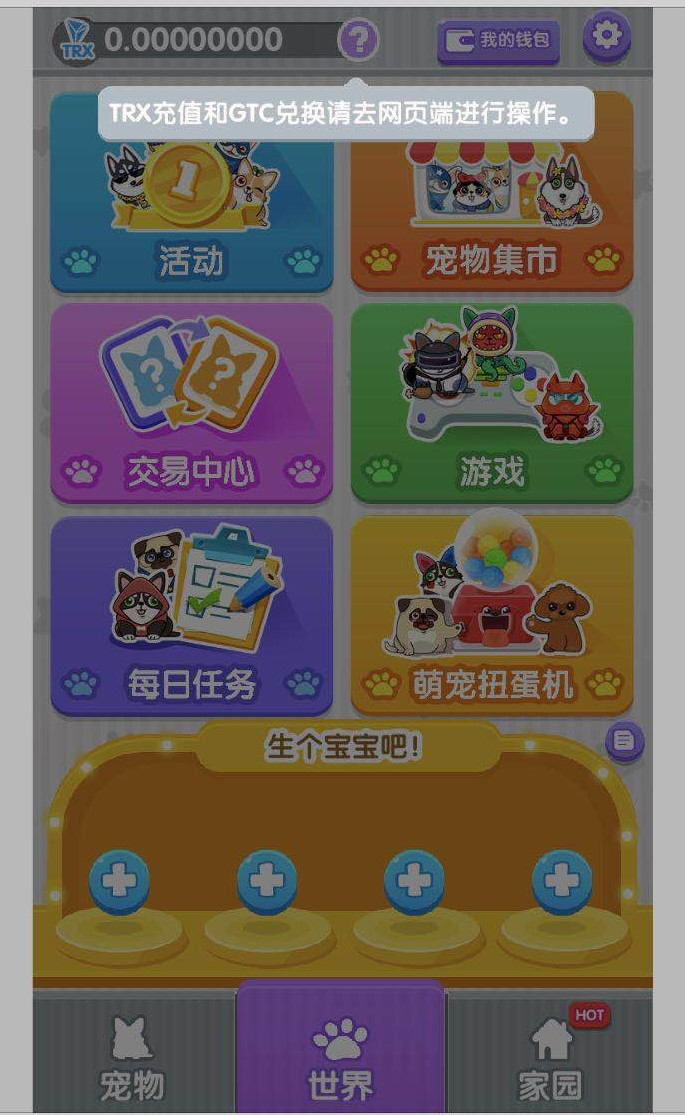 TRX 0.00000000 ? 我的钱包
TRX充值和GTC兑换请去网页端进行操作。
1
活动 宠物集市
? ?
交易中心 游戏
每日任务 萌宠扭蛋机
生个宝宝吧!
HOT
宠物 世界 家园